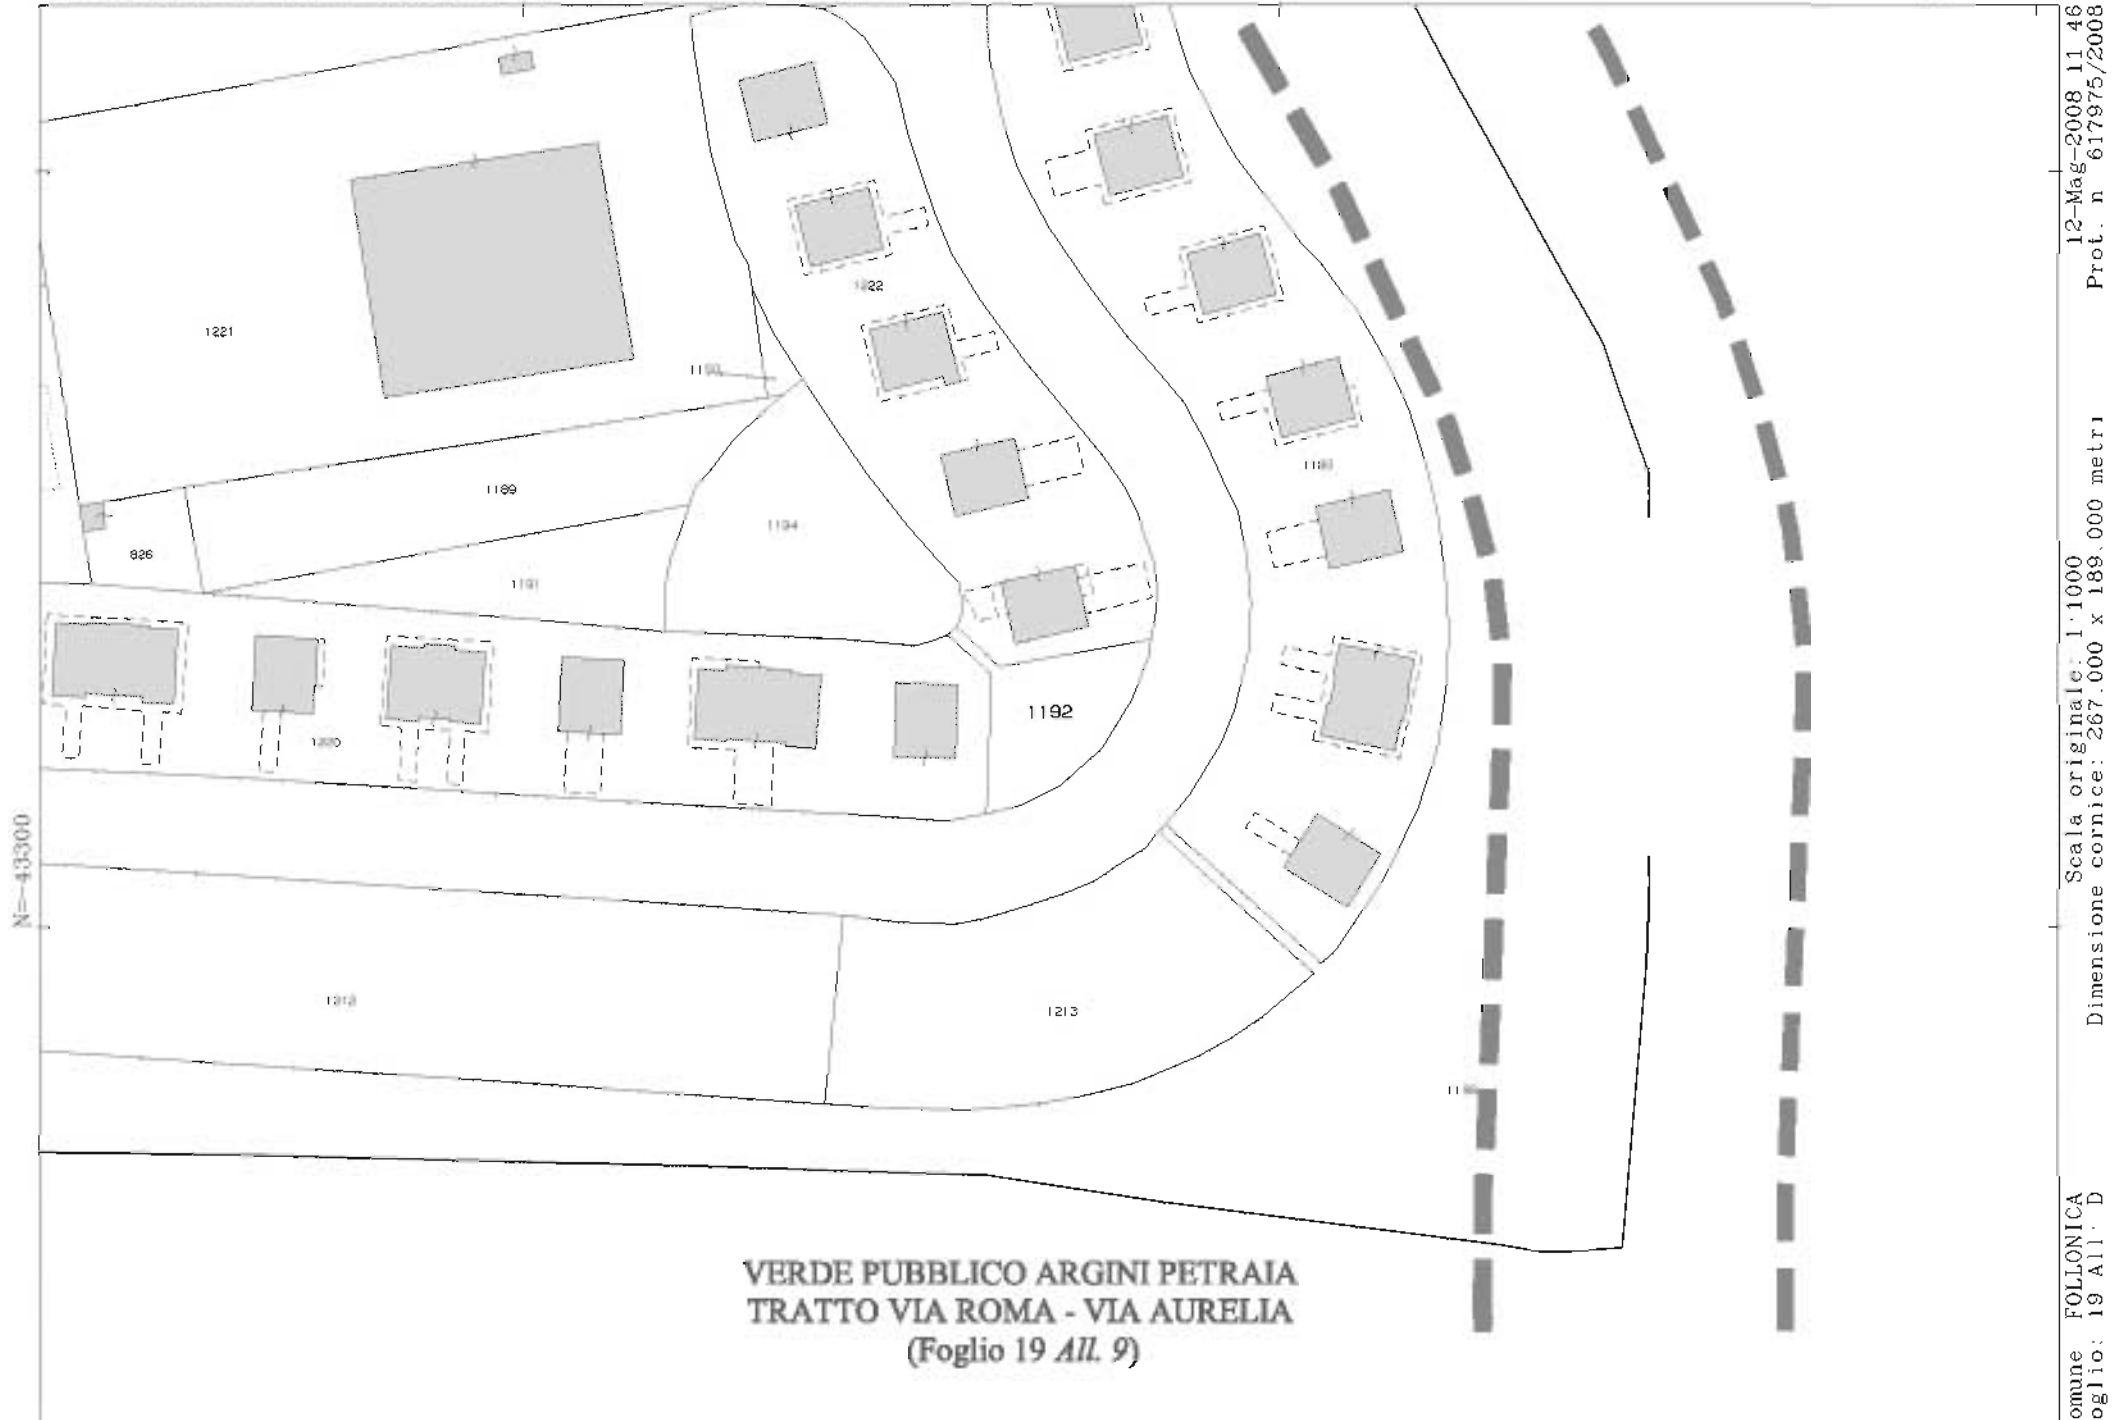 1221
1222
1189
1194
826
1191
1192
1213
N=-43300
VERDE PUBBLICO ARGINI PETRAIA
TRATTO VIA ROMA - VIA AURELIA
(Foglio 19 All. 9)
12-Mag-2008 11 46
Prot. n 617975/2008
Scala originale: 1:1000
Dimensione cornice: 267.000 x 189.000 metri
omune FOLLONICA
oglio: 19 All: D